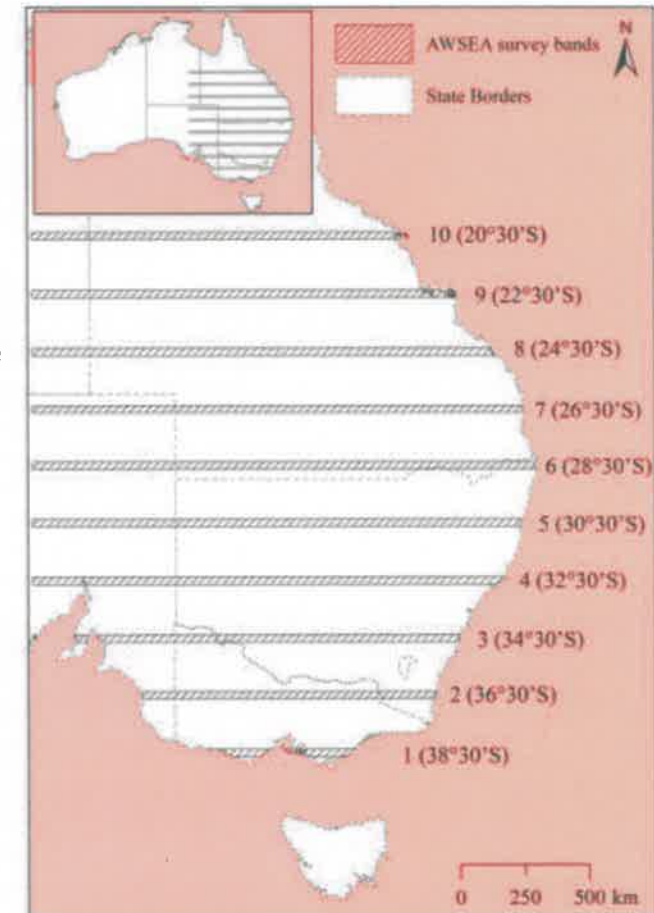 AWSEA survey bands
State Borders
N
10 (20°30'S)
9 (22°30'S)
8 (24°30'S)
7 (26°30'S)
6 (28°30'S)
5 (30°30'S)
4 (32°30'S)
3 (34°30'S)
2 (36°30'S)
1 (38°30'S)
0 250 500 km